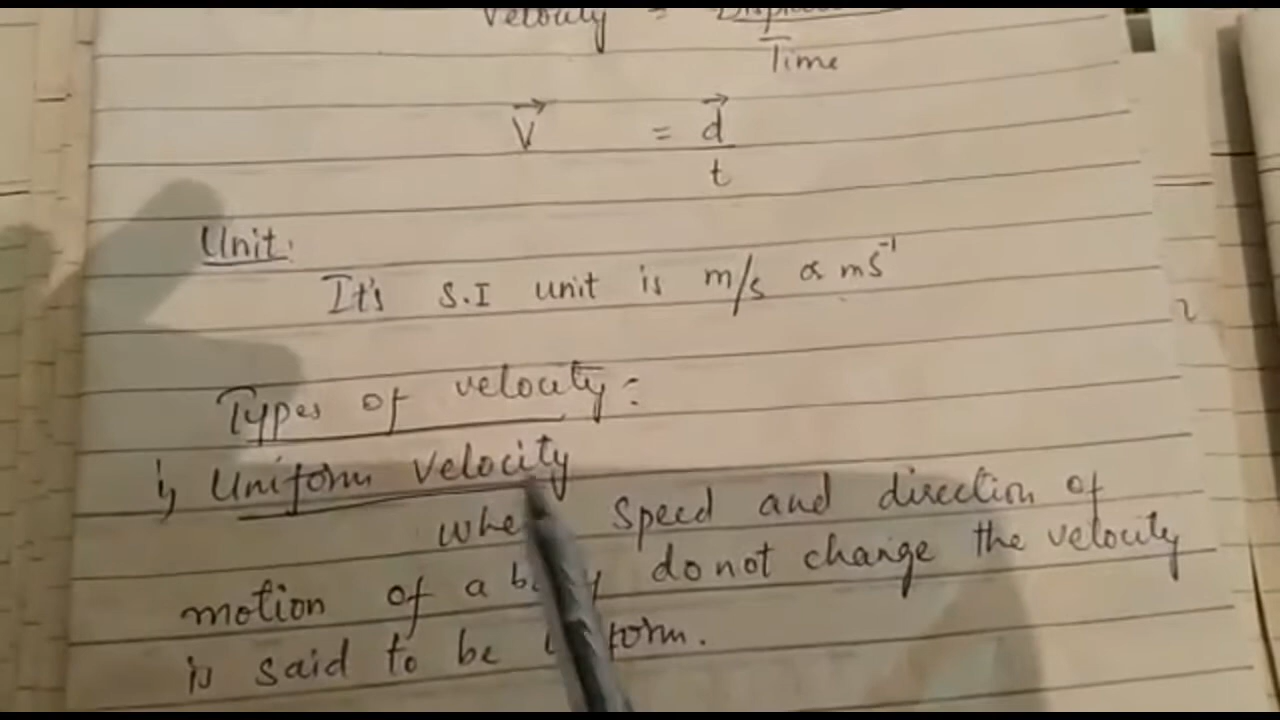 Velocity =
Time
V = d
t
Unit:
It's S.I unit is m/s or ms⁻¹
Types of velocity:
i) Uniform Velocity
speed and direction of
motion of a do not change the velocity
is said to be